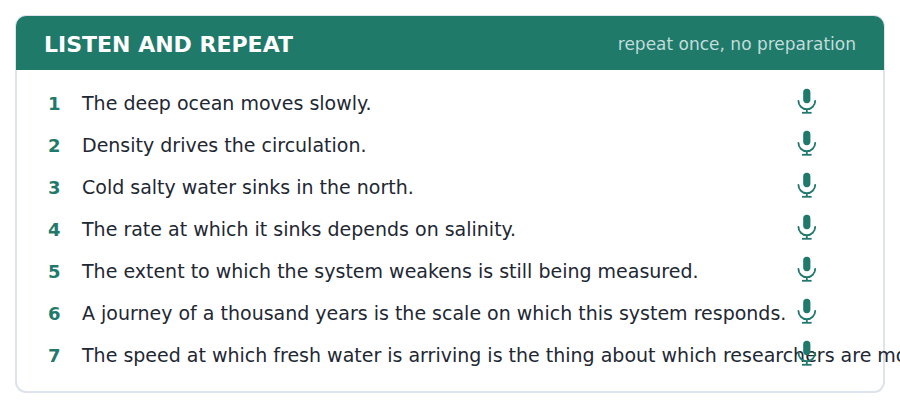 LISTEN AND REPEAT repeat once, no preparation
1 The deep ocean moves slowly.
2 Density drives the circulation.
3 Cold salty water sinks in the north.
4 The rate at which it sinks depends on salinity.
5 The extent to which the system weakens is still being measured.
6 A journey of a thousand years is the scale on which this system responds.
7 The speed at which fresh water is arriving is the thing about which researchers are